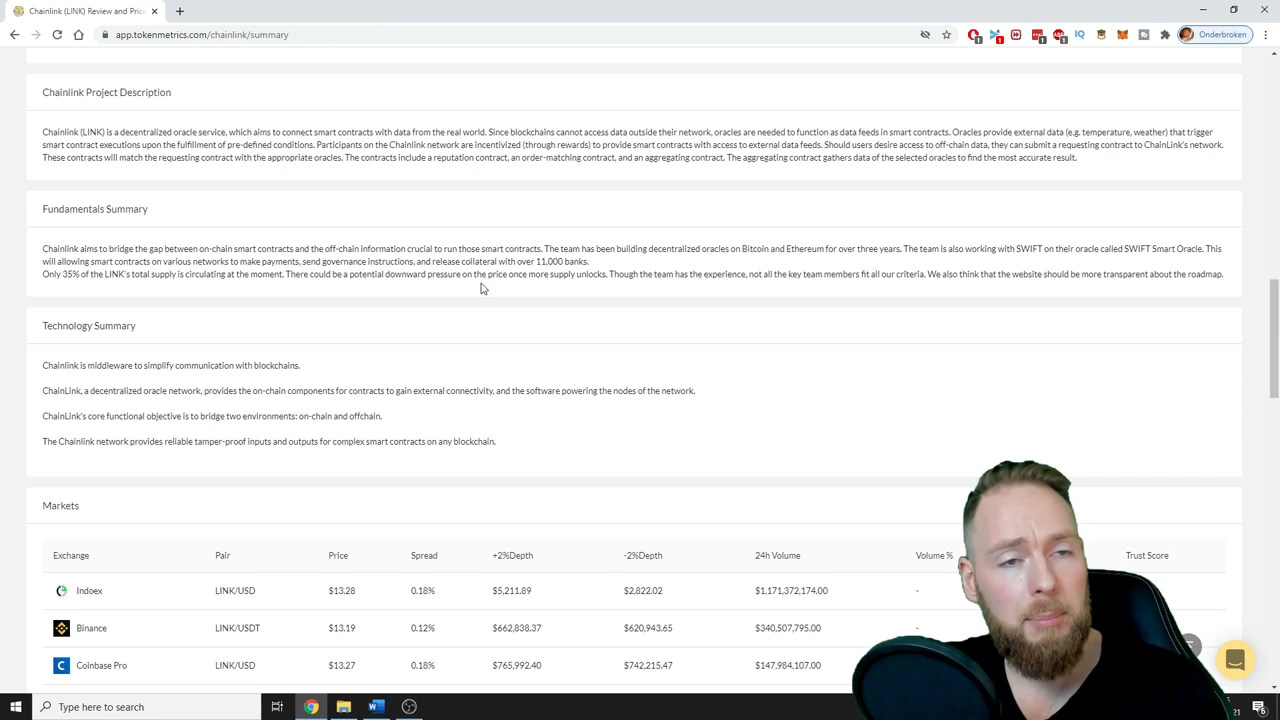 Chainlink (LINK) Review and Pric
app.tokenmetrics.com/chainlink/summary
Onderbroken
Chainlink Project Description
Chainlink (LINK) is a decentralized oracle service, which aims to connect smart contracts with data from the real world. Since blockchains cannot access data outside their network, oracles are needed to function as data feeds in smart contracts. Oracles provide external data (e.g. temperature, weather) that trigger
smart contract executions upon the fulfillment of pre-defined conditions. Participants on the Chainlink network are incentivized (through rewards) to provide smart contracts with access to external data feeds. Should users desire access to off-chain data, they can submit a requesting contract to ChainLink's network.
These contracts will match the requesting contract with the appropriate oracles. The contracts include a reputation contract, an order-matching contract, and an aggregating contract. The aggregating contract gathers data of the selected oracles to find the most accurate result.
Fundamentals Summary
Chainlink aims to bridge the gap between on-chain smart contracts and the off-chain information crucial to run those smart contracts. The team has been building decentralized oracles on Bitcoin and Ethereum for over three years. The team is also working with SWIFT on their oracle called SWIFT Smart Oracle. This
will allowing smart contracts on various networks to make payments, send governance instructions, and release collateral with over 11,000 banks.
Only 35% of the LINK's total supply is circulating at the moment. There could be a potential downward pressure on the price once more supply unlocks. Though the team has the experience, not all the key team members fit all our criteria. We also think that the website should be more transparent about the roadmap.
Technology Summary
Chainlink is middleware to simplify communication with blockchains.
ChainLink, a decentralized oracle network, provides the on-chain components for contracts to gain external connectivity, and the software powering the nodes of the network.
ChainLink's core functional objective is to bridge two environments: on-chain and offchain.
The Chainlink network provides reliable tamper-proof inputs and outputs for complex smart contracts on any blockchain.
Markets
Exchange Pair Price Spread +2%Depth -2%Depth 24h Volume Volume % Trust Score
Indoex LINK/USD $13.28 0.18% $5,211.89 $2,822.02 $1,171,372,174.00 -
Binance LINK/USDT $13.19 0.12% $662,838.37 $620,943.65 $340,507,795.00 -
Coinbase Pro LINK/USD $13.27 0.18% $765,992.40 $742,215.47 $147,984,107.00
Type here to search